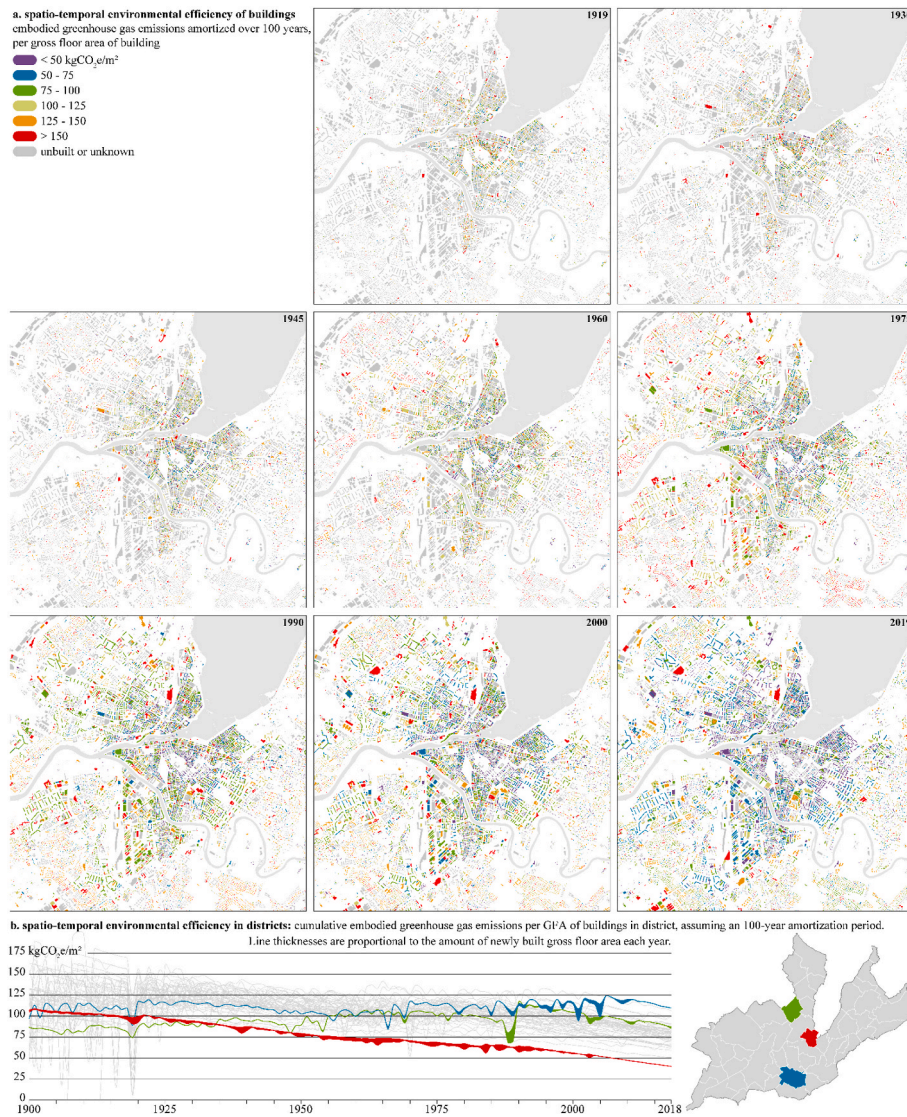 a. spatio-temporal environmental efficiency of buildings
embodied greenhouse gas emissions amortized over 100 years,
per gross floor area of building
< 50 kgCO₂e/m²
50 - 75
75 - 100
100 - 125
125 - 150
> 150
unbuilt or unknown
1919
1945
1960
1990
2000
b. spatio-temporal environmental efficiency in districts: cumulative embodied greenhouse gas emissions per GFA of buildings in district, assuming an 100-year amortization period.
Line thicknesses are proportional to the amount of newly built gross floor area each year.
kgCO₂e/m²
175
150
125
100
75
50
25
0
1900
1925
1950
1975
2000
2018